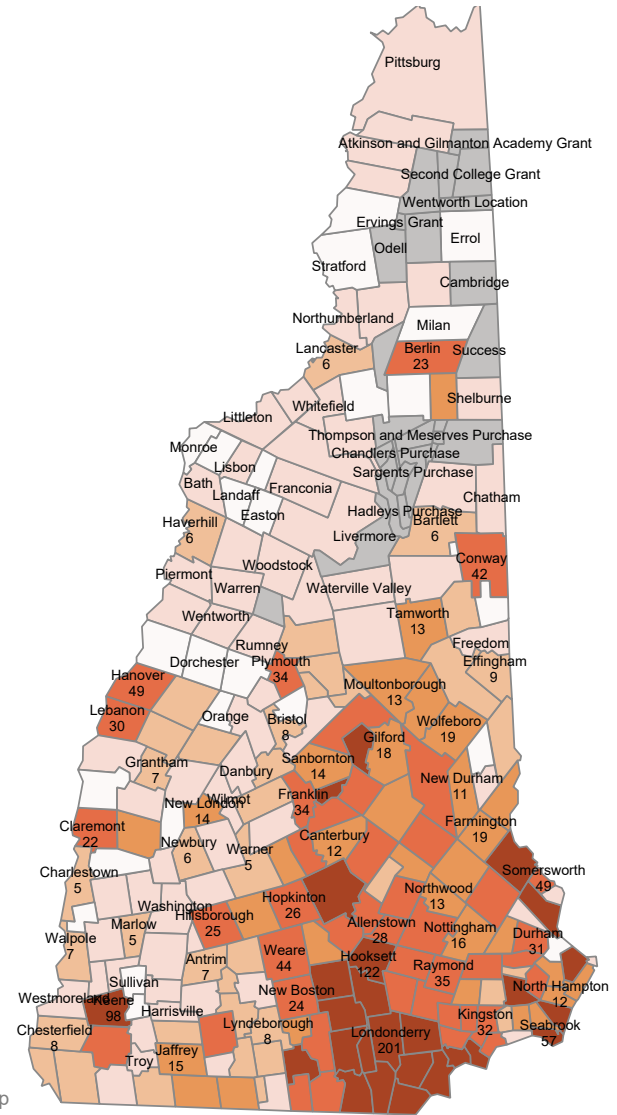 Pittsburg
Atkinson and Gilmanton Academy Grant
Second College Grant
Wentworth Location
Ervings Grant
Errol
Odell
Stratford
Cambridge
Northumberland
Milan
Lancaster
6
Berlin
23
Success
Shelburne
Whitefield
Littleton
Thompson and Meserves Purchase
Monroe
Chandlers Purchase
Lisbon
Sargents Purchase
Bath
Franconia
Landaff
Chatham
Easton
Hadleys Purchase
Haverhill
6
Bartlett
6
Livermore
Conway
42
Woodstock
Piermont
Warren
Waterville Valley
Wentworth
Tamworth
13
Rumney
Freedom
Dorchester
Plymouth
34
Effingham
9
Hanover
49
Moultonborough
13
Lebanon
30
Orange
Bristol
8
Wolfeboro
19
Gilford
18
Grantham
7
Sanbornton
14
Danbury
New Durham
11
Franklin
34
Wilmot
New London
14
Farmington
19
Claremont
22
Canterbury
12
Newbury
6
Warner
5
Charlestown
5
Somersworth
49
Northwood
13
Hopkinton
26
Washington
Hillsborough
25
Marlow
5
Allenstown
28
Nottingham
16
Durham
31
Walpole
7
Weare
44
Hooksett
122
Antrim
7
Raymond
35
Sullivan
New Boston
24
North Hampton
12
Westmoreland
Keene
98
Harrisville
Kingston
32
Chesterfield
8
Lyndeborough
8
Seabrook
57
Londonderry
201
Jaffrey
15
Troy
p